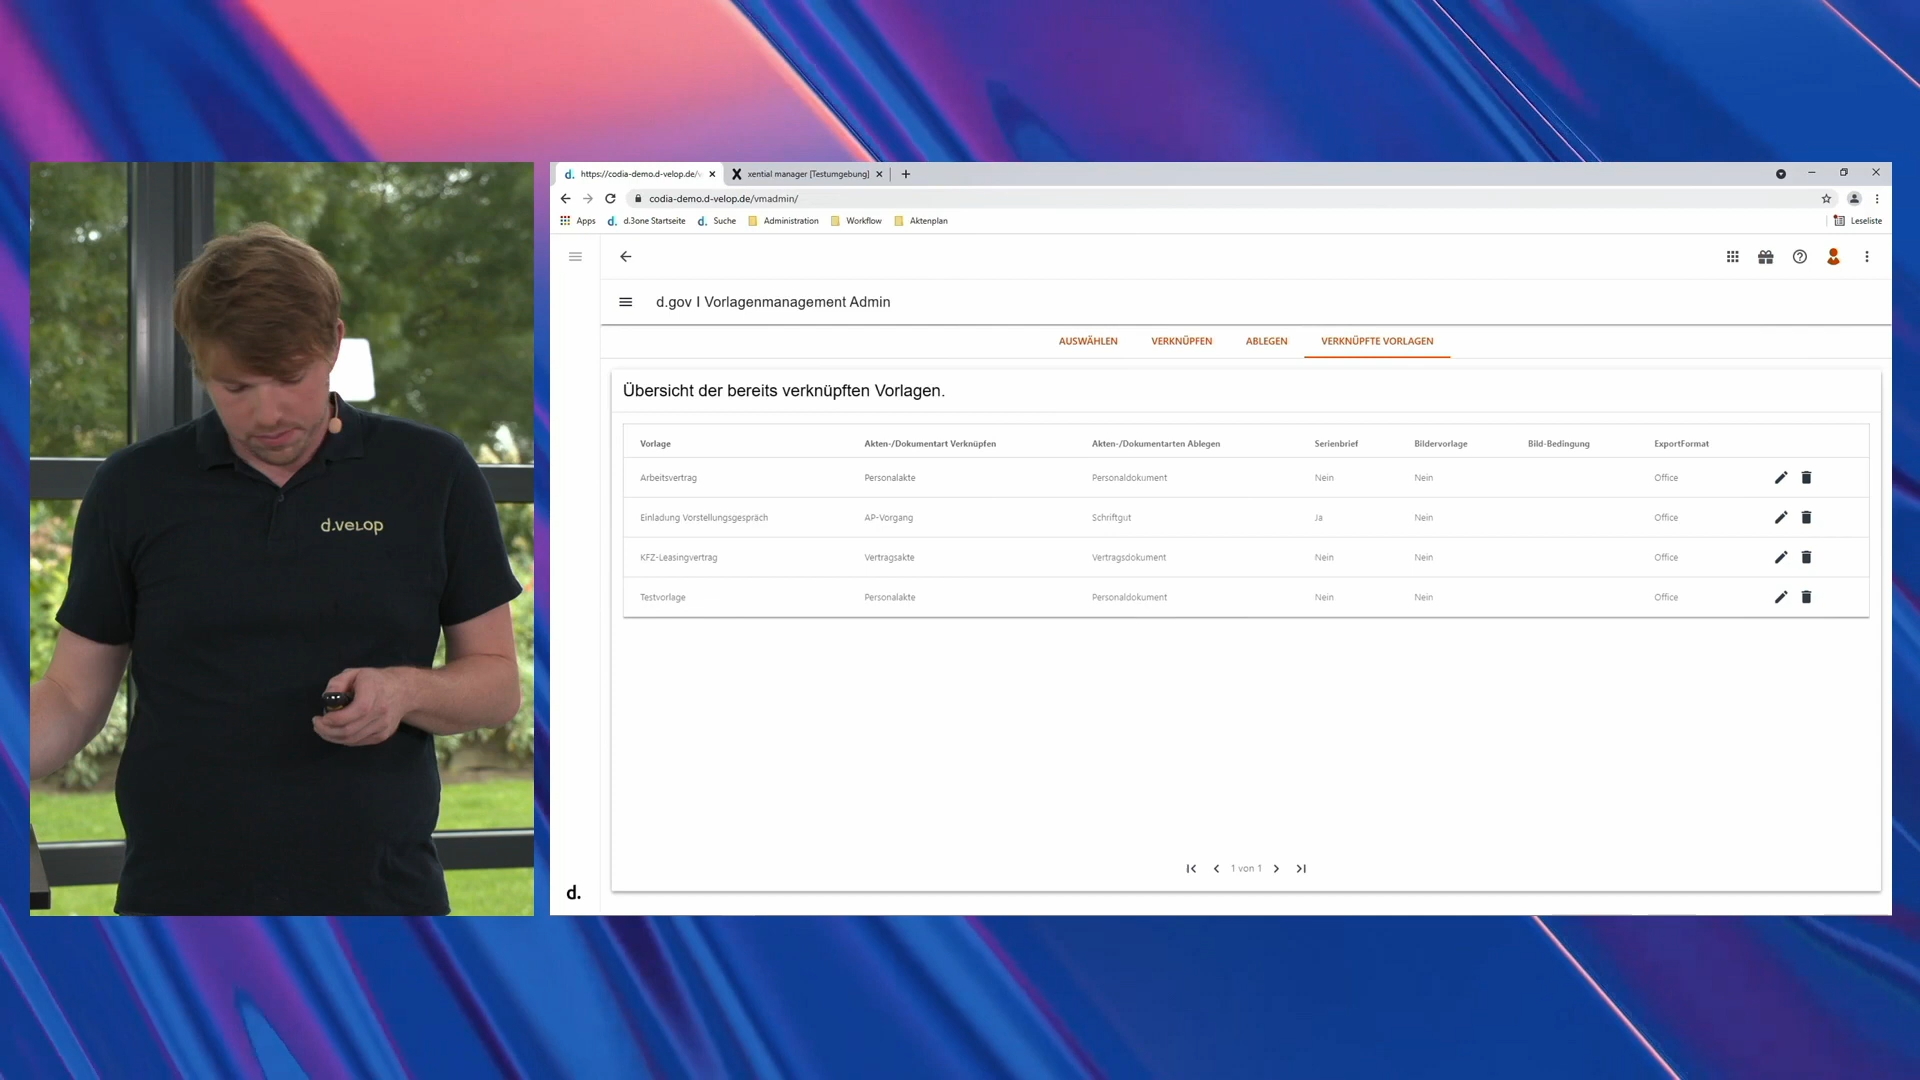 d.velop
https://codia-demo.d-velop.de/v
xential manager [Testumgebung]
codia-demo.d-velop.de/vmadmin/
Apps
d. d.3one Startseite
d. Suche
Administration
Workflow
Aktenplan
Leseliste
d.gov I Vorlagenmanagement Admin
AUSWÄHLEN VERKNÜPFEN ABLEGEN VERKNÜPFTE VORLAGEN
Übersicht der bereits verknüpften Vorlagen.
Vorlage Akten-/Dokumentart Verknüpfen Akten-/Dokumentarten Ablegen Serienbrief Bildervorlage Bild-Bedingung ExportFormat
Arbeitsvertrag Personalakte Personaldokument Nein Nein Office
Einladung Vorstellungsgespräch AP-Vorgang Schriftgut Ja Nein Office
KFZ-Leasingvertrag Vertragsakte Vertragsdokument Nein Nein Office
Testvorlage Personalakte Personaldokument Nein Nein Office
1 von 1
d.